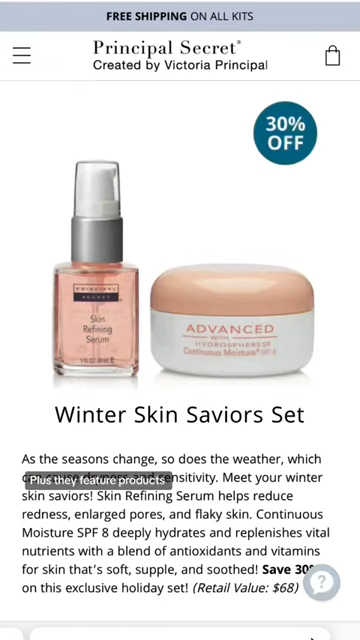 FREE SHIPPING ON ALL KITS
Principal Secret®
Created by Victoria Principal
30%
OFF
PRINCIPAL
SECRET
Skin
Refining
Serum
ADVANCED
WITH
HYDROSPHERES®
Continuous Moisture SPF 8
Winter Skin Saviors Set
As the seasons change, so does the weather, which
sensitivity. Meet your winter
Plus they feature products
skin saviors! Skin Refining Serum helps reduce
redness, enlarged pores, and flaky skin. Continuous
Moisture SPF 8 deeply hydrates and replenishes vital
nutrients with a blend of antioxidants and vitamins
for skin that's soft, supple, and soothed! Save 30%
on this exclusive holiday set! (Retail Value: $68)
?